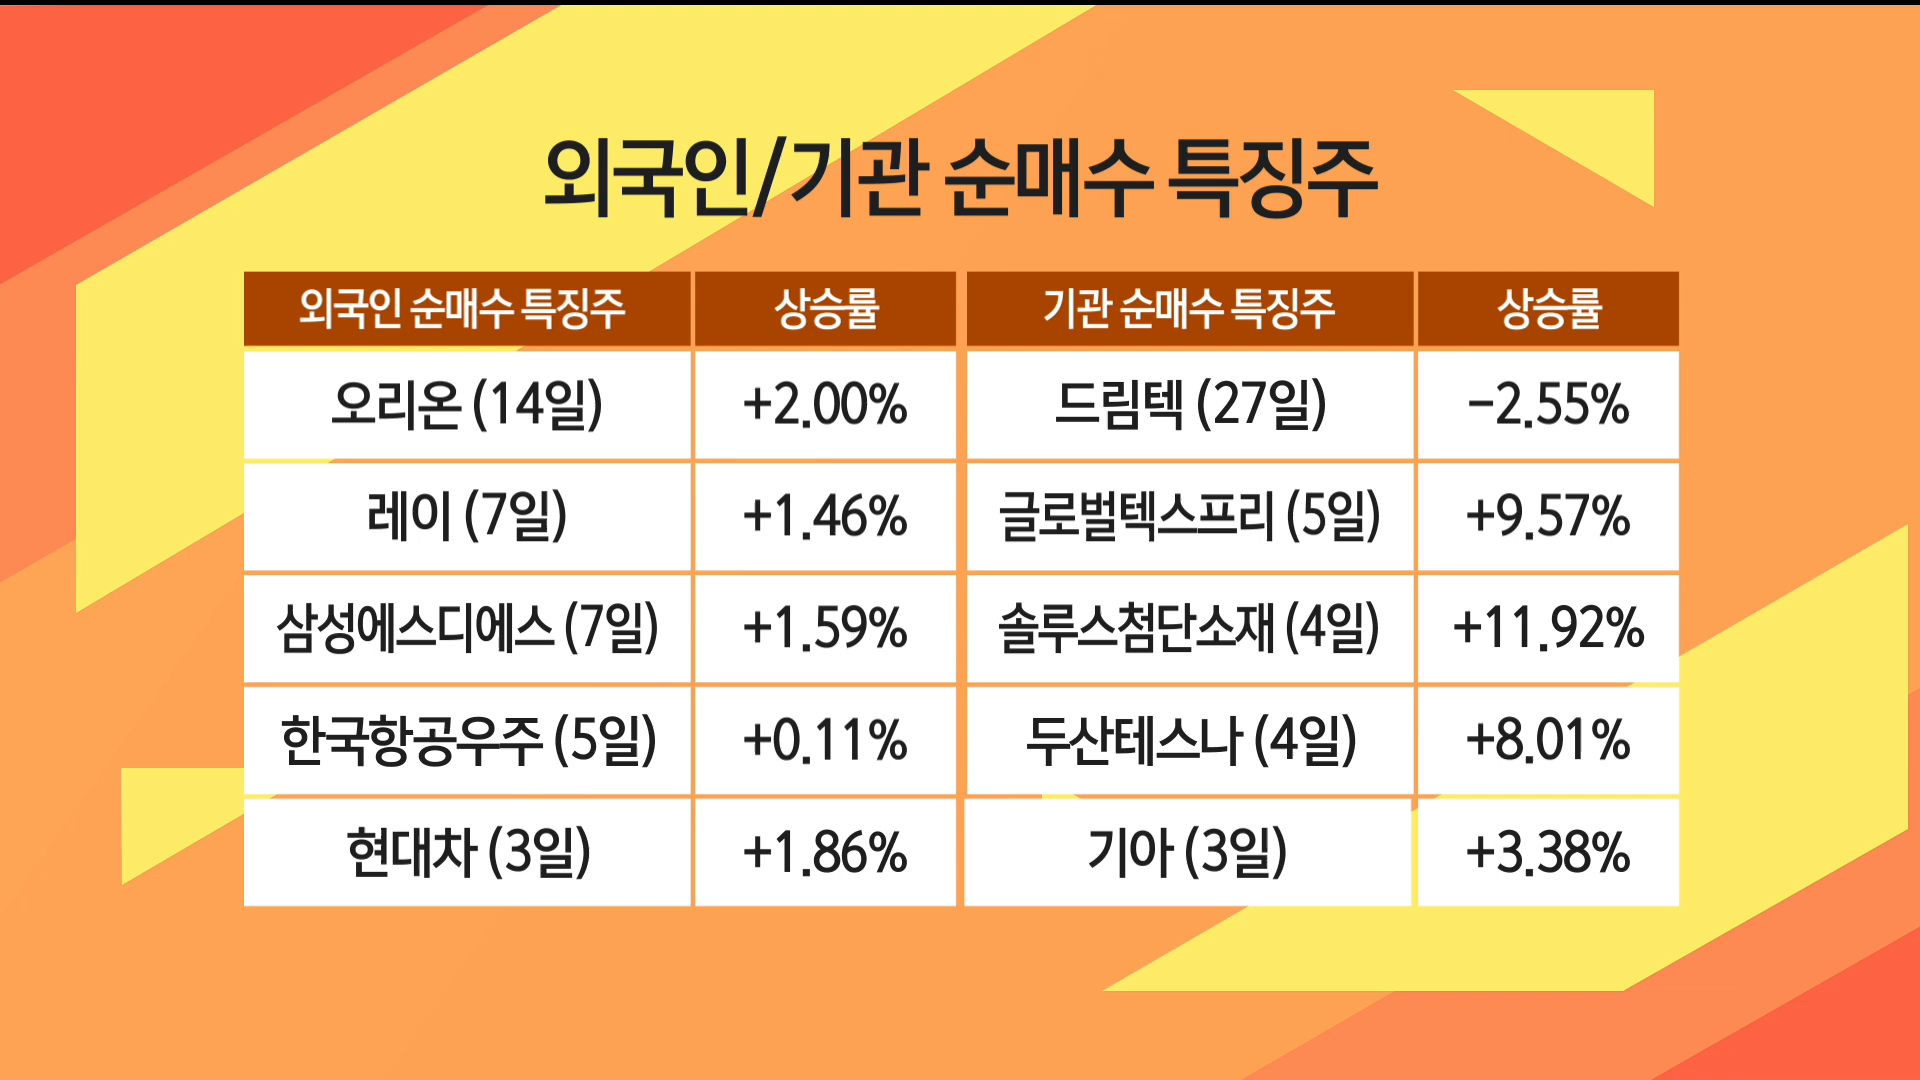 외국인/기관 순매수 특징주
외국인 순매수 특징주 상승률 기관 순매수 특징주 상승률
오리온 (14일) +2.00% 드림텍 (27일) -2.55%
레이 (7일) +1.46% 글로벌텍스프리 (5일) +9.57%
삼성에스디에스 (7일) +1.59% 솔루스첨단소재 (4일) +11.92%
한국항공우주 (5일) +0.11% 두산테스나 (4일) +8.01%
현대차 (3일) +1.86% 기아 (3일) +3.38%